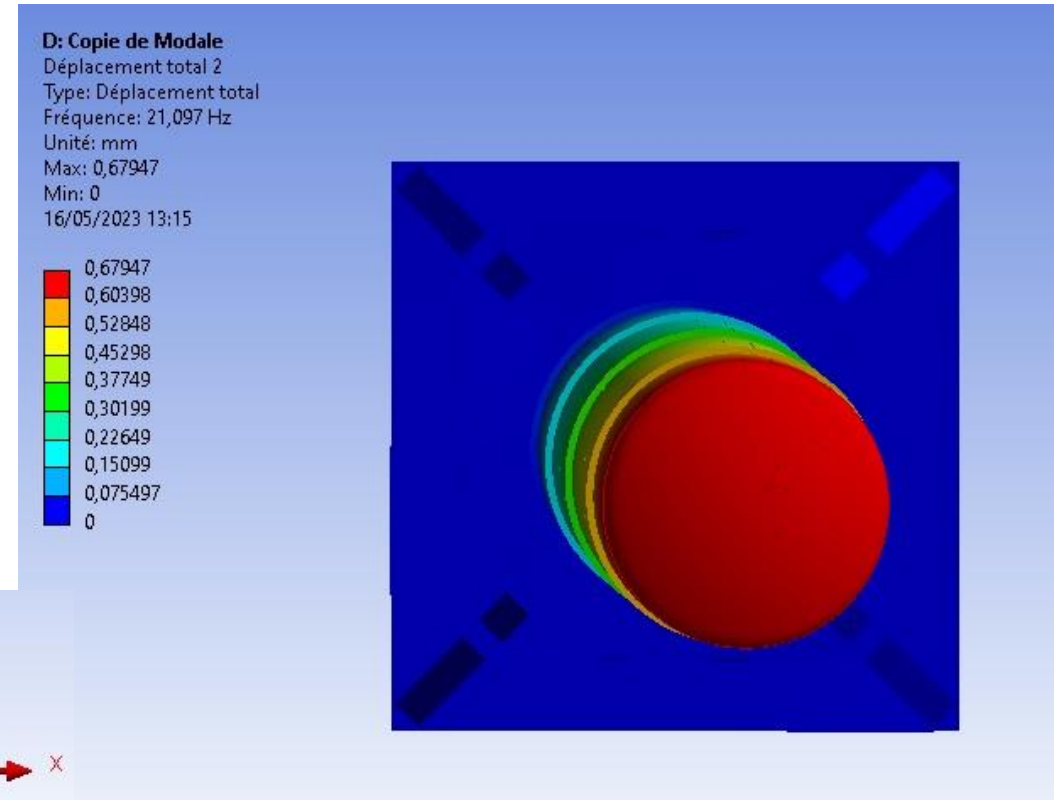 D: Copie de Modale
Déplacement total 2
Type: Déplacement total
Fréquence: 21,097 Hz
Unité: mm
Max: 0,67947
Min: 0
16/05/2023 13:15
0,67947
0,60398
0,52848
0,45298
0,37749
0,30199
0,22649
0,15099
0,075497
0
X